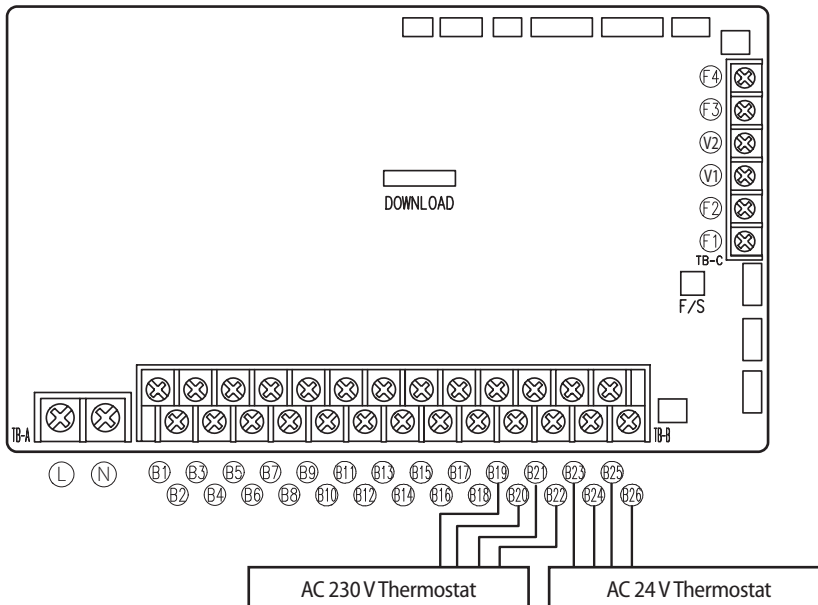 F4
F3
V2
V1
F2
F1
TB-C
DOWNLOAD
F/S
TB-A
TB-B
L N
B1 B3 B5 B7 B9 B11 B13 B15 B17 B19 B21 B23 B25
B2 B4 B6 B8 B10 B12 B14 B16 B18 B20 B22 B24 B26
AC 230 V Thermostat
AC 24 V Thermostat